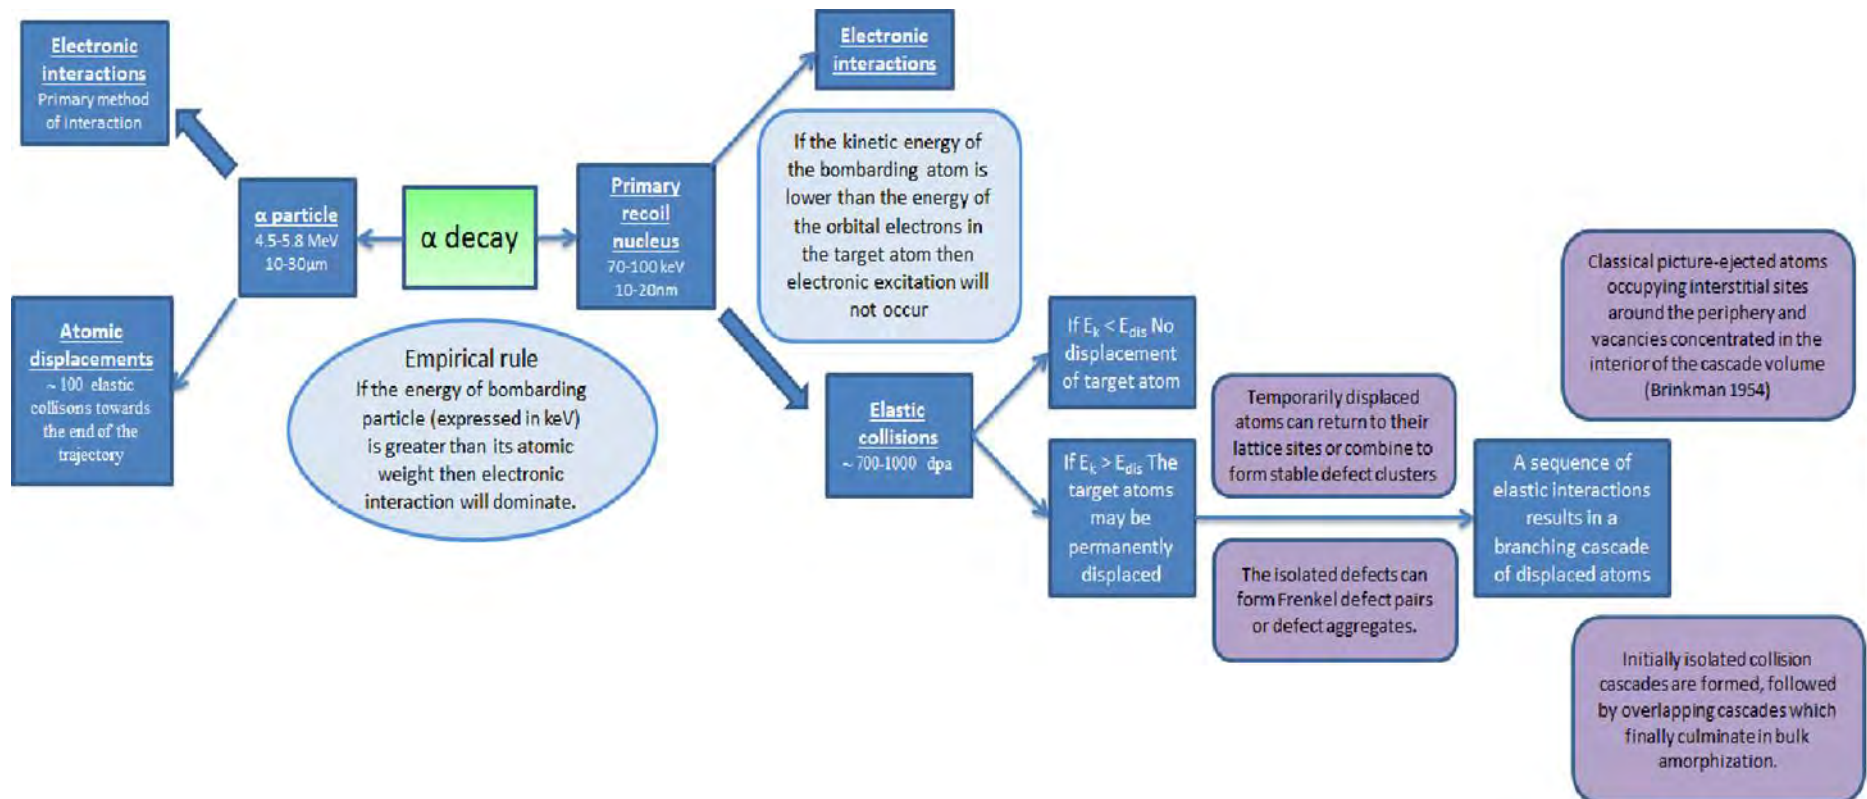 Electronic
interactions
Primary method
of interaction
α particle
4.5-5.8 MeV
10-30μm
Atomic
displacements
~ 100 elastic
collisons towards
the end of the
trajectory
α decay
Empirical rule
If the energy of bombarding
particle (expressed in keV)
is greater than its atomic
weight then electronic
interaction will dominate.
Primary
recoil
nucleus
70-100 keV
10-20nm
Electronic
interactions
If the kinetic energy of
the bombarding atom is
lower than the energy of
the orbital electrons in
the target atom then
electronic excitation will
not occur
Elastic
collisions
~ 700-1000 dpa
If Ek < Edis No
displacement
of target atom
If Ek > Edis The
target atoms
may be
permanently
displaced
Temporarily displaced
atoms can return to their
lattice sites or combine to
form stable defect clusters
The isolated defects can
form Frenkel defect pairs
or defect aggregates.
Classical picture-ejected atoms
occupying interstitial sites
around the periphery and
vacancies concentrated in the
interior of the cascade volume
(Brinkman 1954)
A sequence of
elastic interactions
results in a
branching cascade
of displaced atoms
Initially isolated collision
cascades are formed, followed
by overlapping cascades which
finally culminate in bulk
amorphization.